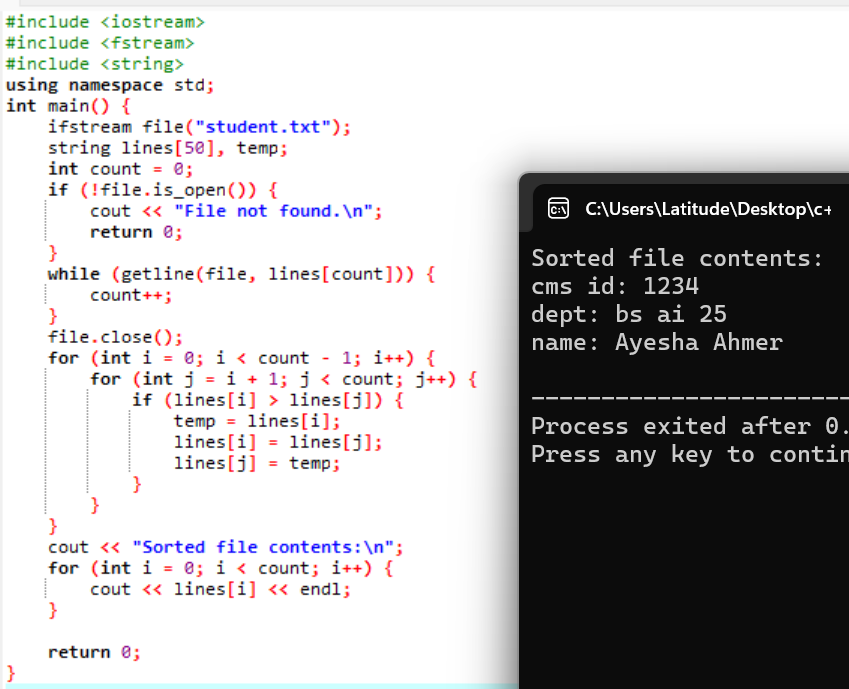 #include <iostream>
#include <fstream>
#include <string>
using namespace std;
int main() {
    ifstream file("student.txt");
    string lines[50], temp;
    int count = 0;
    if (!file.is_open()) {
        cout << "File not found.\n";
        return 0;
    }
    while (getline(file, lines[count])) {
        count++;
    }
    file.close();
    for (int i = 0; i < count - 1; i++) {
        for (int j = i + 1; j < count; j++) {
            if (lines[i] > lines[j]) {
                temp = lines[i];
                lines[i] = lines[j];
                lines[j] = temp;
            }
        }
    }
    cout << "Sorted file contents:\n";
    for (int i = 0; i < count; i++) {
        cout << lines[i] << endl;
    }

    return 0;
}
C:\Users\Latitude\Desktop\c+
Sorted file contents:
cms id: 1234
dept: bs ai 25
name: Ayesha Ahmer

-----------------------
Process exited after 0.
Press any key to contin